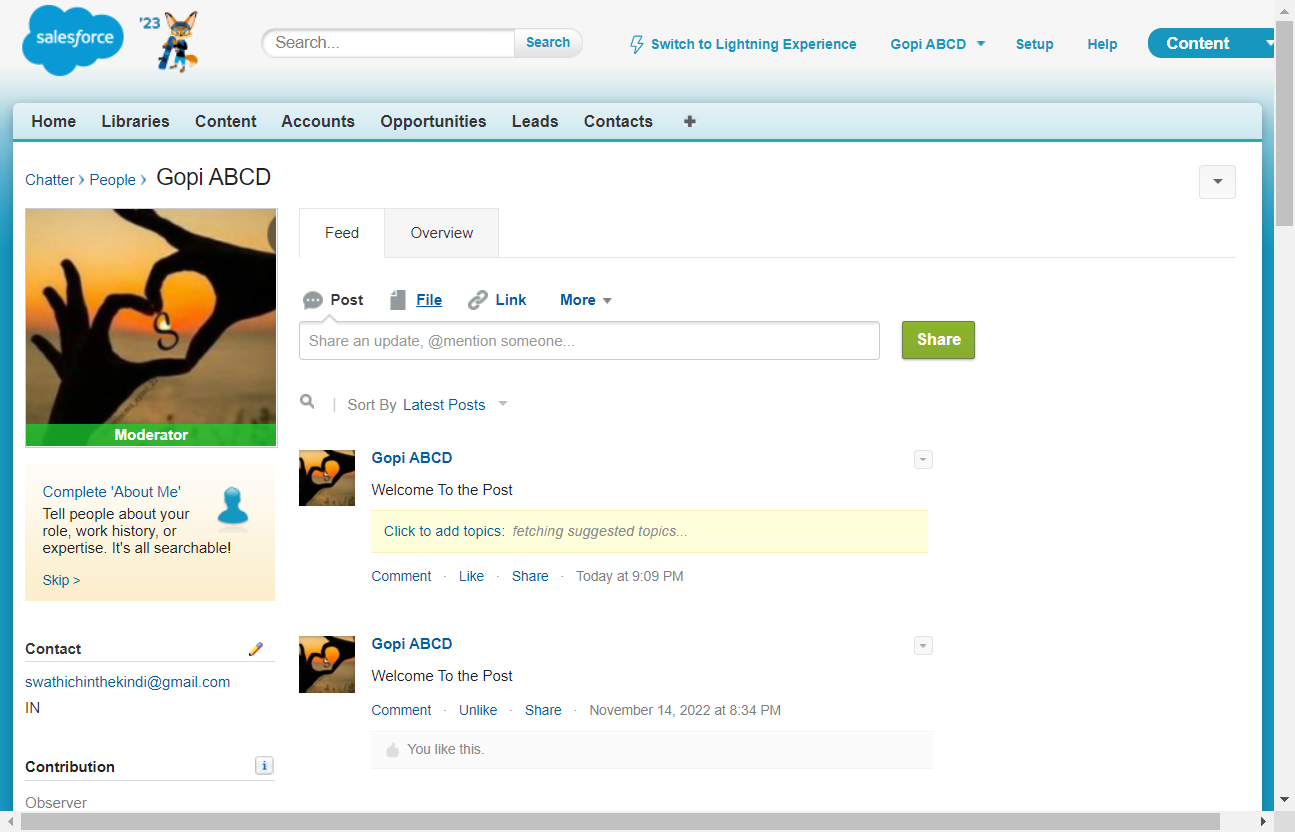 salesforce
'23
Search...
Search
Switch to Lightning Experience
Gopi ABCD
Setup
Help
Content
Home
Libraries
Content
Accounts
Opportunities
Leads
Contacts
Chatter › People › Gopi ABCD
Moderator
Complete 'About Me'
Tell people about your
role, work history, or
expertise. It's all searchable!
Skip >
Contact
swathichinthekindi@gmail.com
IN
Contribution
Observer
Feed
Overview
Post
File
Link
More
Share an update, @mention someone...
Share
Sort By Latest Posts
Gopi ABCD
Welcome To the Post
Click to add topics: fetching suggested topics...
Comment · Like · Share · Today at 9:09 PM
Gopi ABCD
Welcome To the Post
Comment · Unlike · Share · November 14, 2022 at 8:34 PM
You like this.